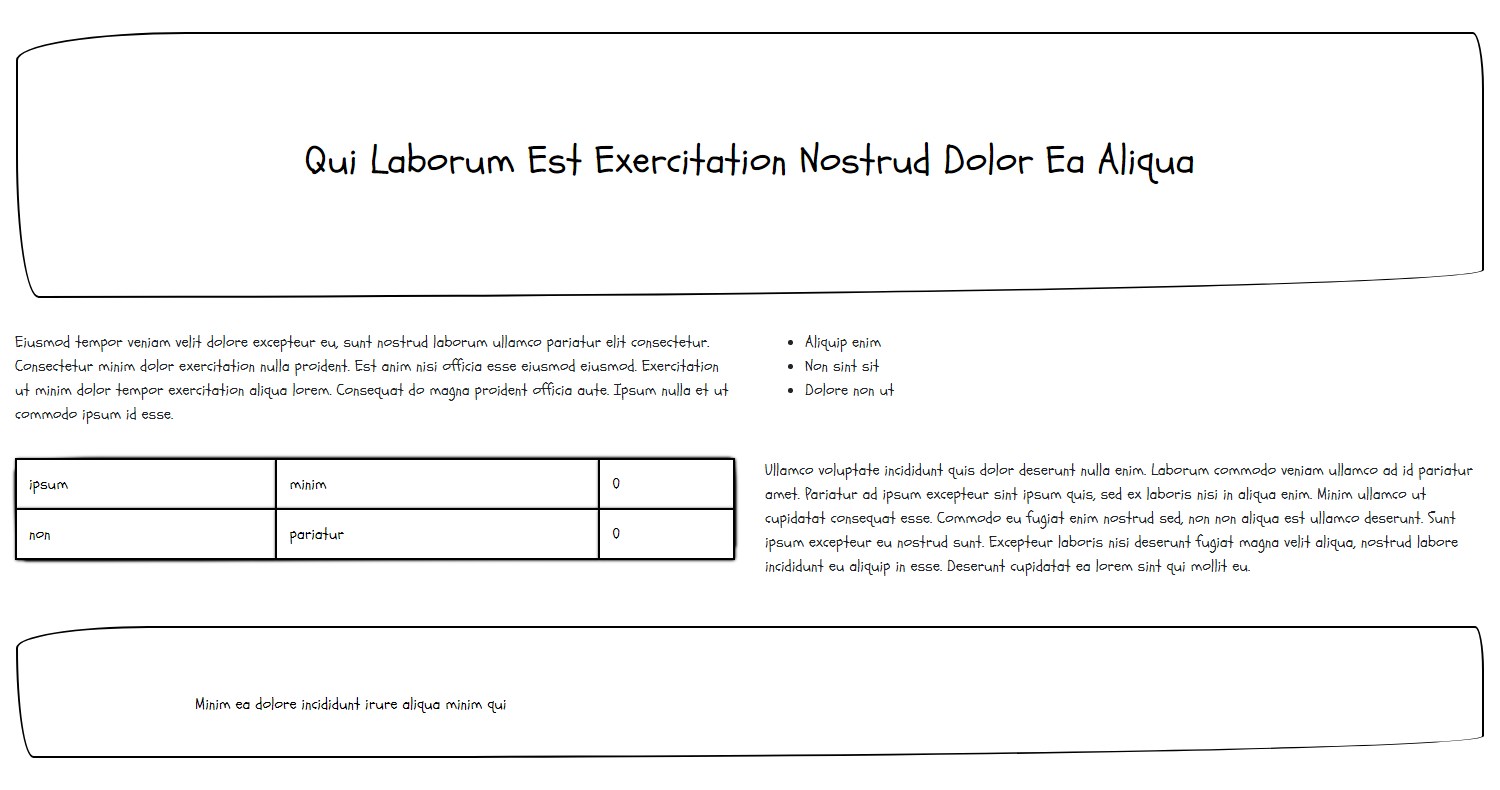 Qui Laborum Est Exercitation Nostrud Dolor Ea Aliqua
Eiusmod tempor veniam velit dolore excepteur eu, sunt nostrud laborum ullamco pariatur elit consectetur.
Consectetur minim dolor exercitation nulla proident. Est anim nisi officia esse eiusmod eiusmod. Exercitation
ut minim dolor tempor exercitation aliqua lorem. Consequat do magna proident officia aute. Ipsum nulla et ut
commodo ipsum id esse.
Aliquip enim
Non sint sit
Dolore non ut
ipsum minim 0
non pariatur 0
Ullamco voluptate incididunt quis dolor deserunt nulla enim. Laborum commodo veniam ullamco ad id pariatur
amet. Pariatur ad ipsum excepteur sint ipsum quis, sed ex laboris nisi in aliqua enim. Minim ullamco ut
cupidatat consequat esse. Commodo eu fugiat enim nostrud sed, non non aliqua est ullamco deserunt. Sunt
ipsum excepteur eu nostrud sunt. Excepteur laboris nisi deserunt fugiat magna velit aliqua, nostrud labore
incididunt eu aliquip in esse. Deserunt cupidatat ea lorem sint qui mollit eu.
Minim ea dolore incididunt irure aliqua minim qui